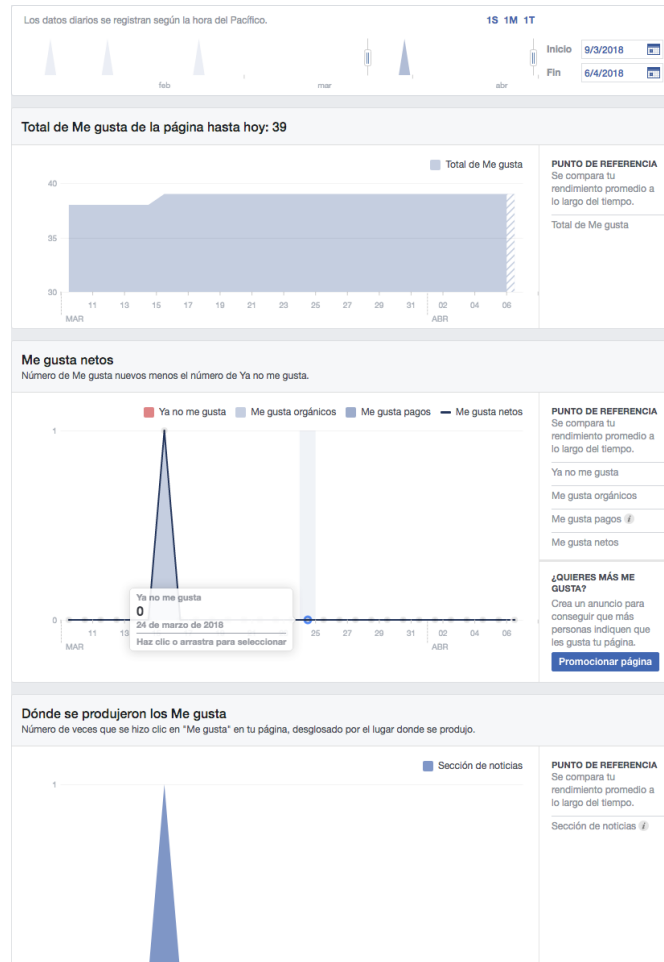 Los datos diarios se registran según la hora del Pacífico.
1S 1M 1T
Inicio 9/3/2018
Fin 6/4/2018
feb mar abr
Total de Me gusta de la página hasta hoy: 39
Total de Me gusta
40
35
30
11 13 15 17 19 21 23 25 27 29 31 02 04 06
MAR ABR
PUNTO DE REFERENCIA
Se compara tu
rendimiento promedio a
lo largo del tiempo.
Total de Me gusta
Me gusta netos
Número de Me gusta nuevos menos el número de Ya no me gusta.
Ya no me gusta Me gusta orgánicos Me gusta pagos Me gusta netos
1
0
Ya no me gusta
0
24 de marzo de 2018
Haz clic o arrastra para seleccionar
11 13 25 27 29 31 02 04 06
MAR ABR
PUNTO DE REFERENCIA
Se compara tu
rendimiento promedio a
lo largo del tiempo.
Ya no me gusta
Me gusta orgánicos
Me gusta pagos i
Me gusta netos
¿QUIERES MÁS ME
GUSTA?
Crea un anuncio para
conseguir que más
personas indiquen que
les gusta tu página.
Promocionar página
Dónde se produjeron los Me gusta
Número de veces que se hizo clic en "Me gusta" en tu página, desglosado por el lugar donde se produjo.
Sección de noticias
1
PUNTO DE REFERENCIA
Se compara tu
rendimiento promedio a
lo largo del tiempo.
Sección de noticias i